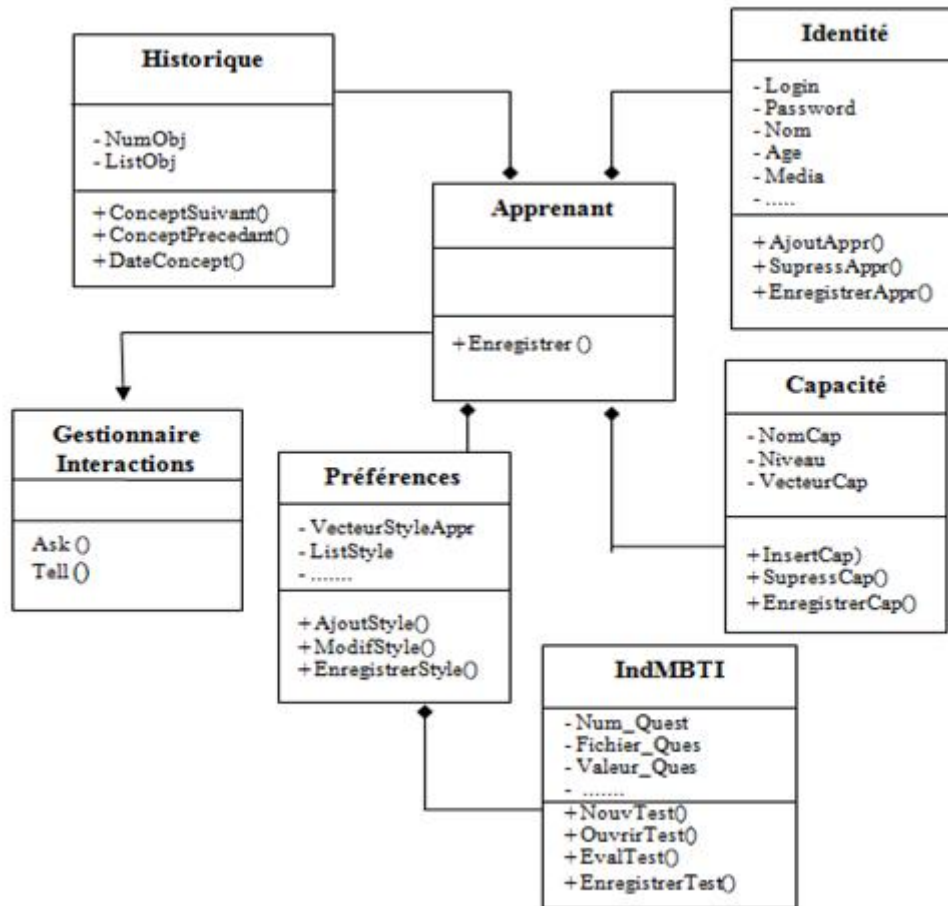 Historique
- NumObj
- ListObj
+ConceptSuivant()
+ConceptPrecedant()
+DateConcept()
Identité
- Login
- Password
- Nom
- Age
- Media
- .....
+AjoutAppr()
+SupressAppr()
+EnregistrerAppr()
Apprenant
+Enregistrer ()
Gestionnaire
Interactions
Ask ()
Tell ()
Préférences
- VecteurStyleAppr
- ListStyle
- .......
+AjoutStyle()
+ModifStyle()
+EnregistrerStyle()
Capacité
- NomCap
- Niveau
- VecteurCap
+InsertCap)
+SupressCap()
+EnregistrerCap()
IndMBTI
- Num_Quest
- Fichier_Ques
- Valeur_Ques
- .......
+NouvTest()
+OuvrirTest()
+EvalTest()
+EnregistrerTest()